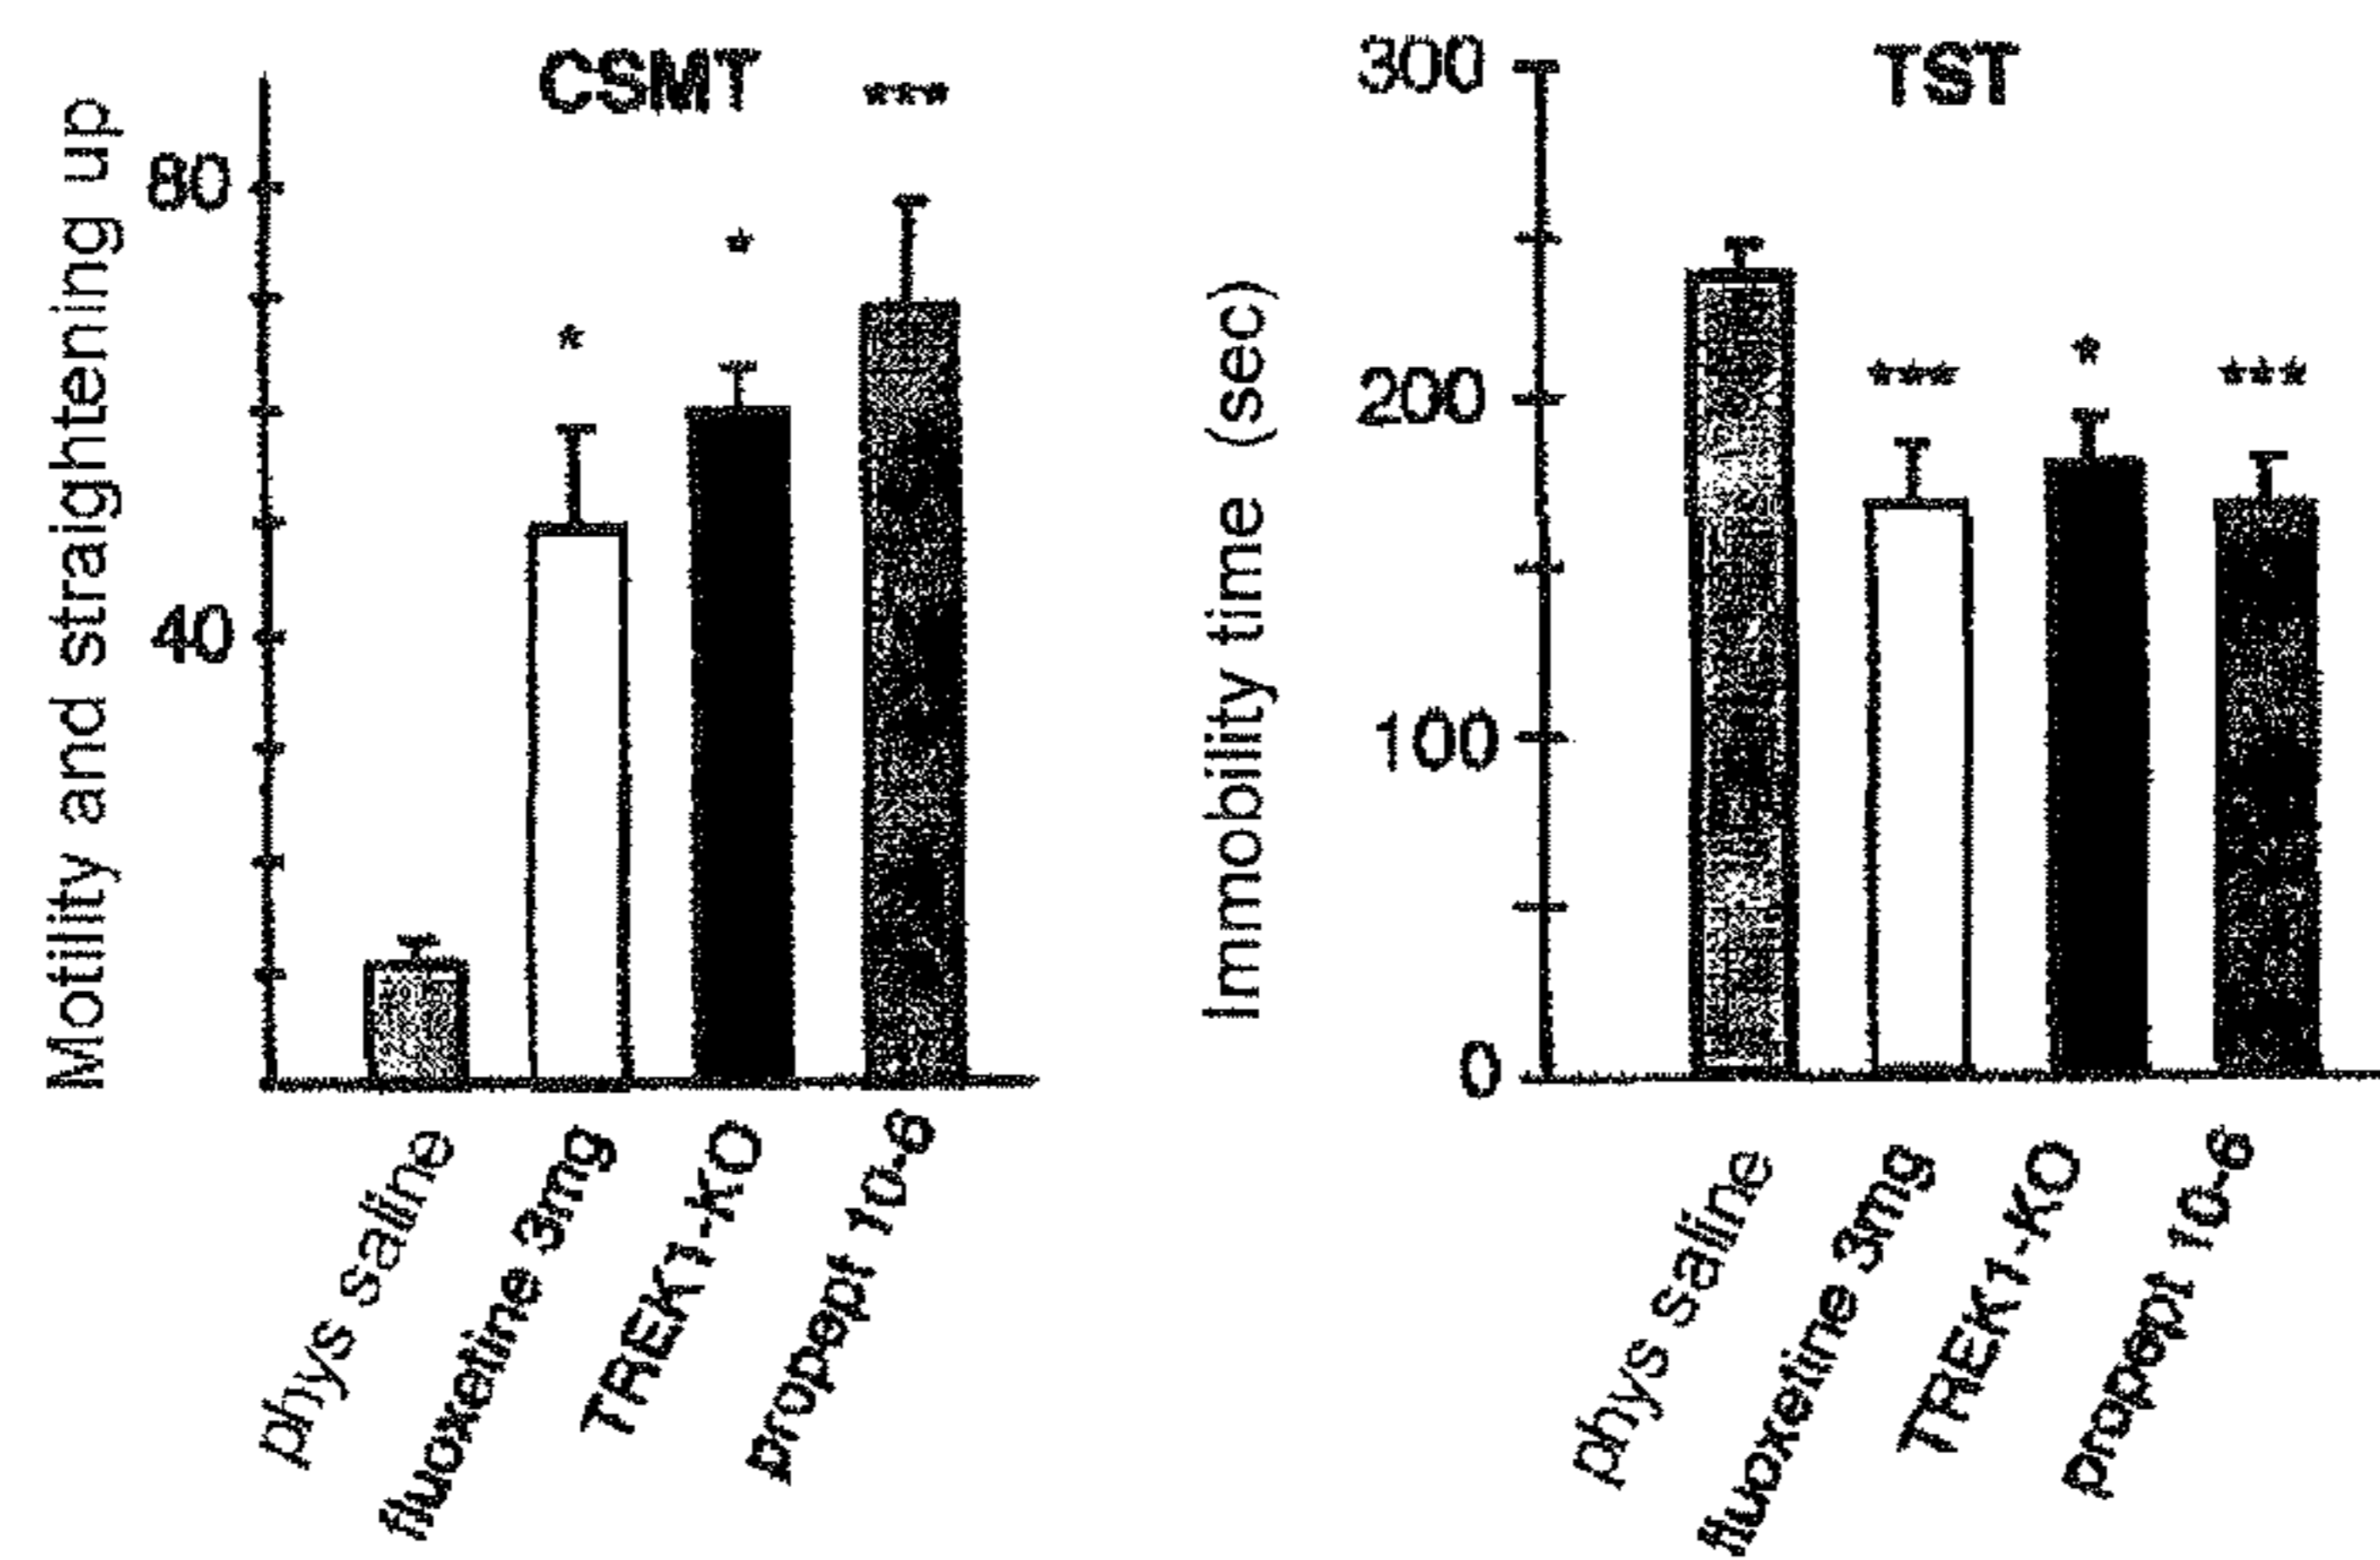 CSMT
***
80
*
*
40
Motility and straightening up
phys saline
fluoxetine 3mg
TREK1-KO
propept 10-6
TST
300
200
***
*
***
100
0
Immobility time (sec)
phys saline
fluoxetine 3mg
TREK1-KO
propept 10-6